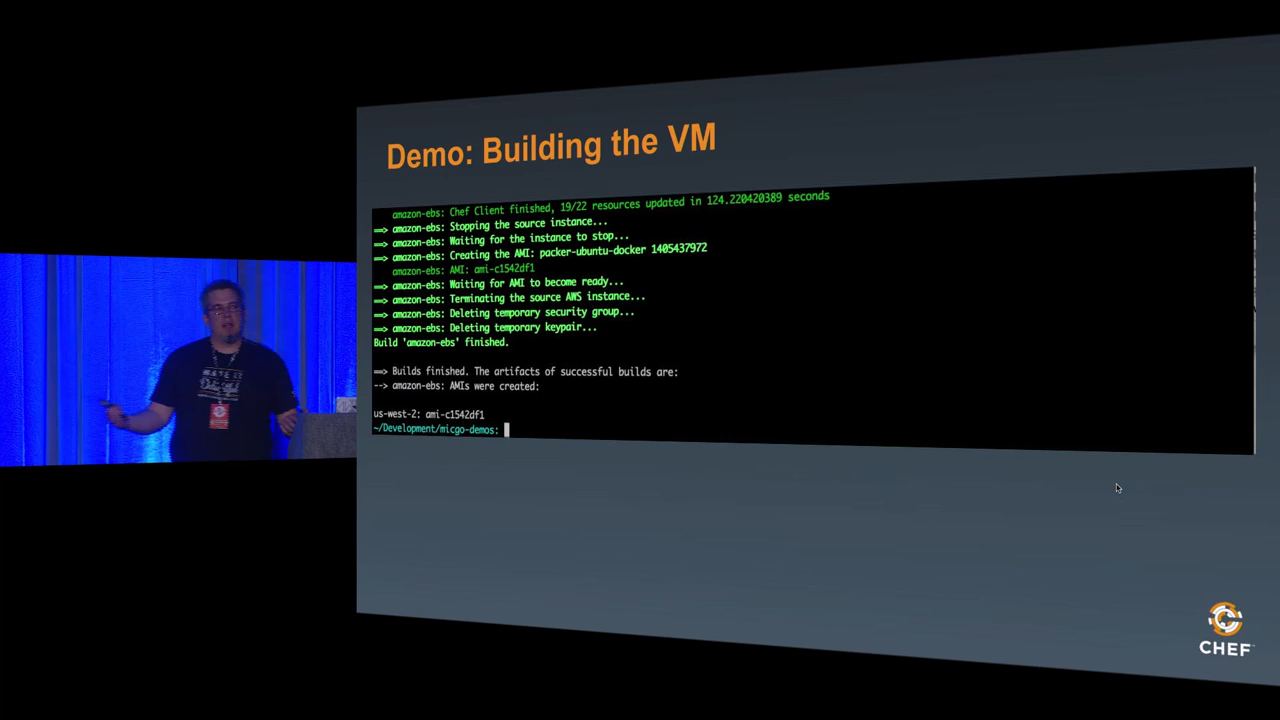 Demo: Building the VM
amazon-ebs: Chef Client finished, 19/22 resources updated in 124.220420389 seconds
==> amazon-ebs: Stopping the source instance...
==> amazon-ebs: Waiting for the instance to stop...
==> amazon-ebs: Creating the AMI: packer-ubuntu-docker 1405437972
amazon-ebs: AMI: ami-c1542df1
==> amazon-ebs: Waiting for AMI to become ready...
==> amazon-ebs: Terminating the source AWS instance...
==> amazon-ebs: Deleting temporary security group...
==> amazon-ebs: Deleting temporary keypair...
Build 'amazon-ebs' finished.
==> Builds finished. The artifacts of successful builds are:
--> amazon-ebs: AMIs were created:
us-west-2: ami-c1542df1
~/Development/micgo-demos:
CHEF